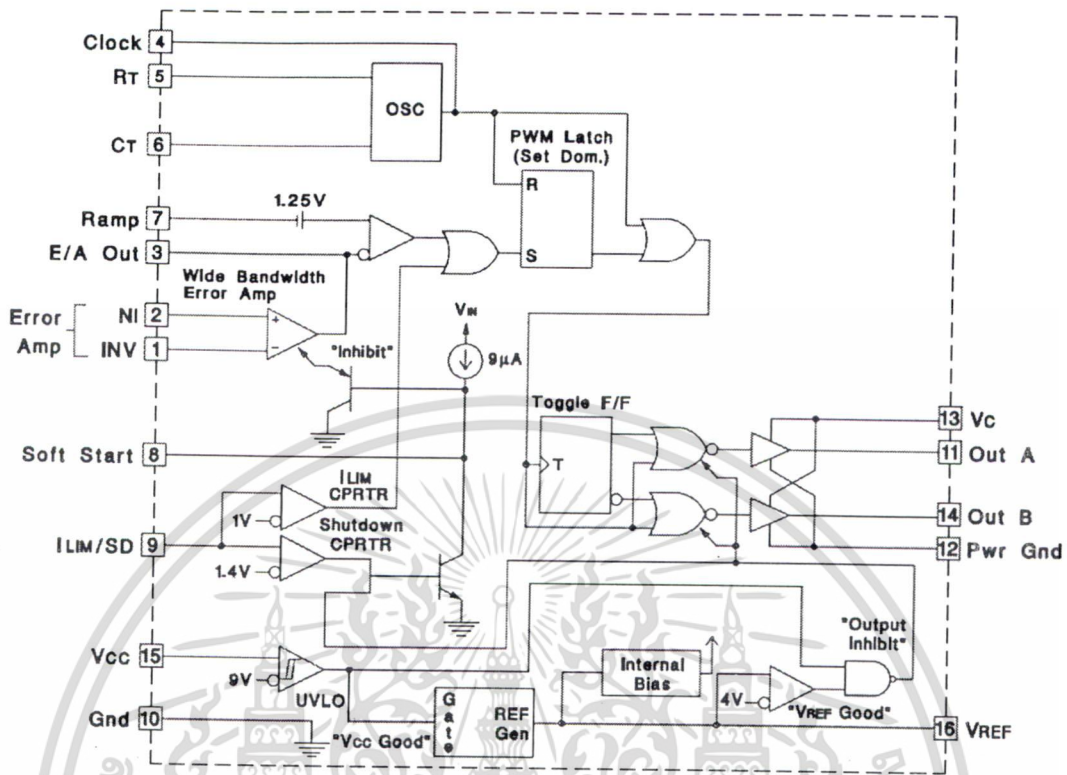 Clock 4
RT 5
OSC
CT 6
PWM Latch
(Set Dom.)
R
S
1.25V
Ramp 7
E/A Out 3
Wide Bandwidth
Error Amp
Error
Amp
NI 2
INV 1
+
−
"Inhibit"
VIN
9μA
Toggle F/F
T
13 Vc
11 Out A
14 Out B
12 Pwr Gnd
Soft Start 8
ILIM
CPRTR
1V
Shutdown
CPRTR
ILIM/SD 9
1.4V
"Output
Inhibit"
Vcc 15
9V
UVLO
Internal
Bias
4V
"VREF Good"
Gnd 10
"Vcc Good"
Gate
REF
Gen
16 VREF